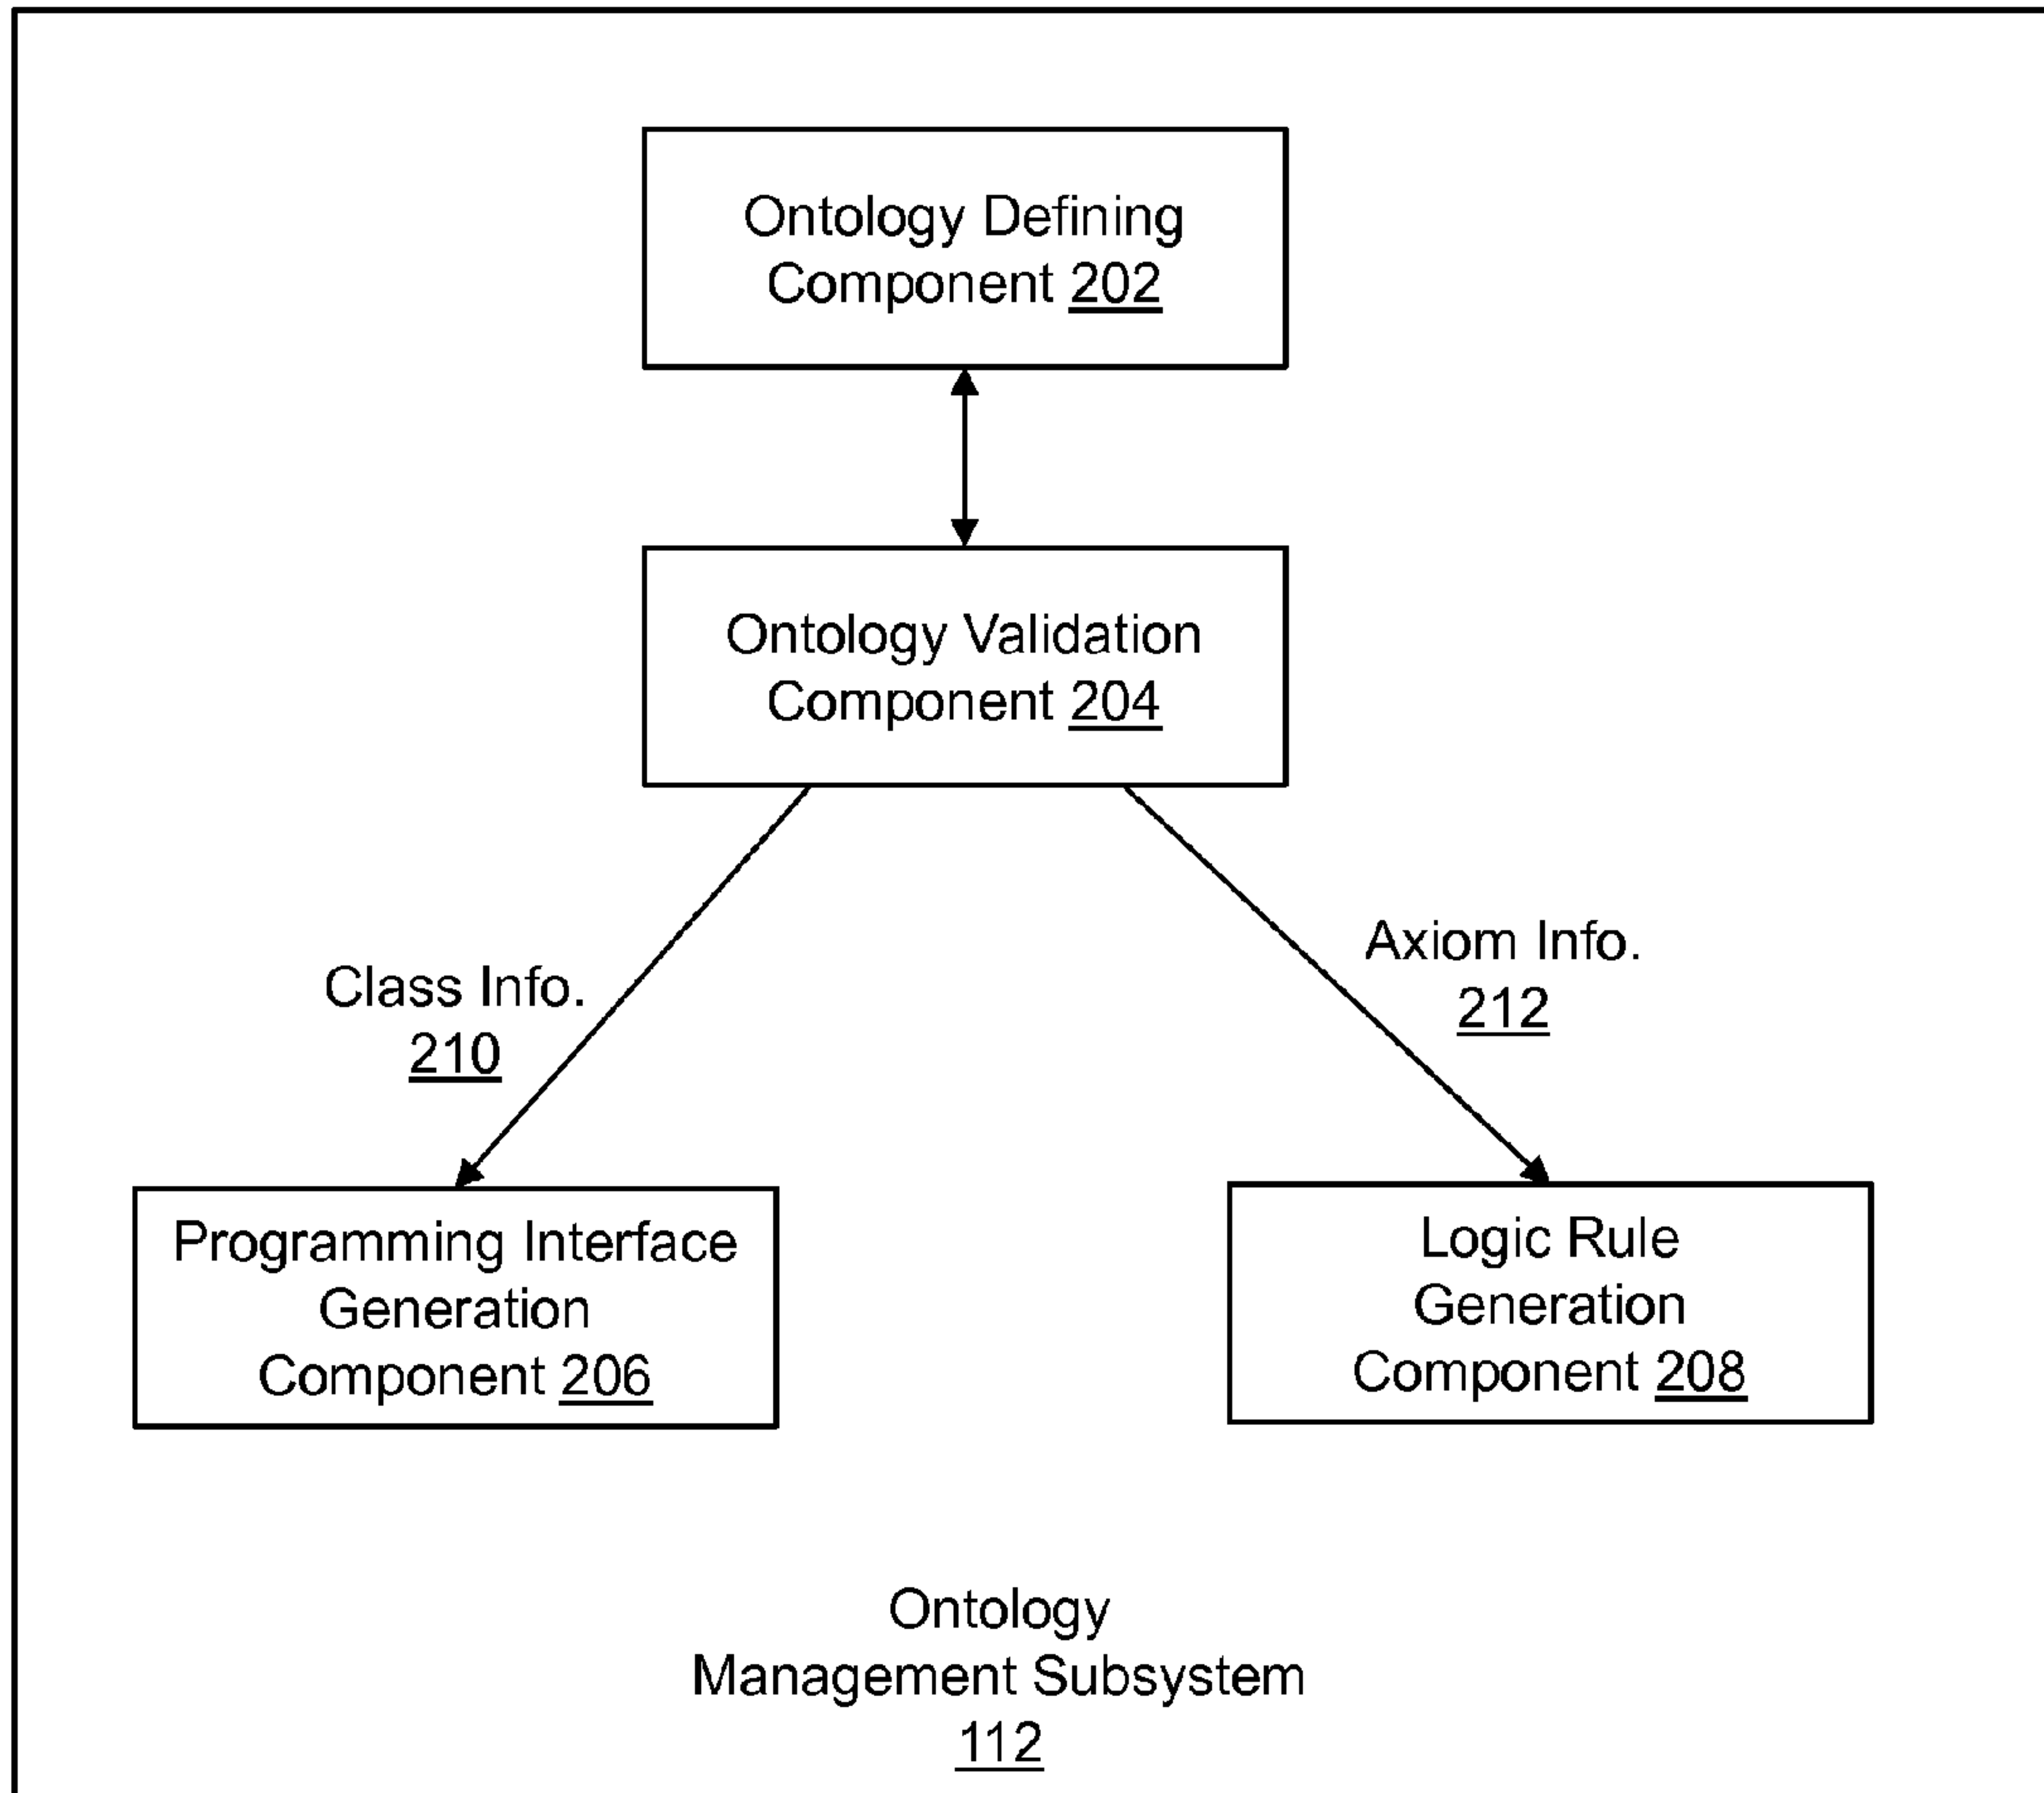 Ontology Defining
Component 202
Ontology Validation
Component 204
Class Info.
210
Axiom Info.
212
Programming Interface
Generation
Component 206
Logic Rule
Generation
Component 208
Ontology
Management Subsystem
112